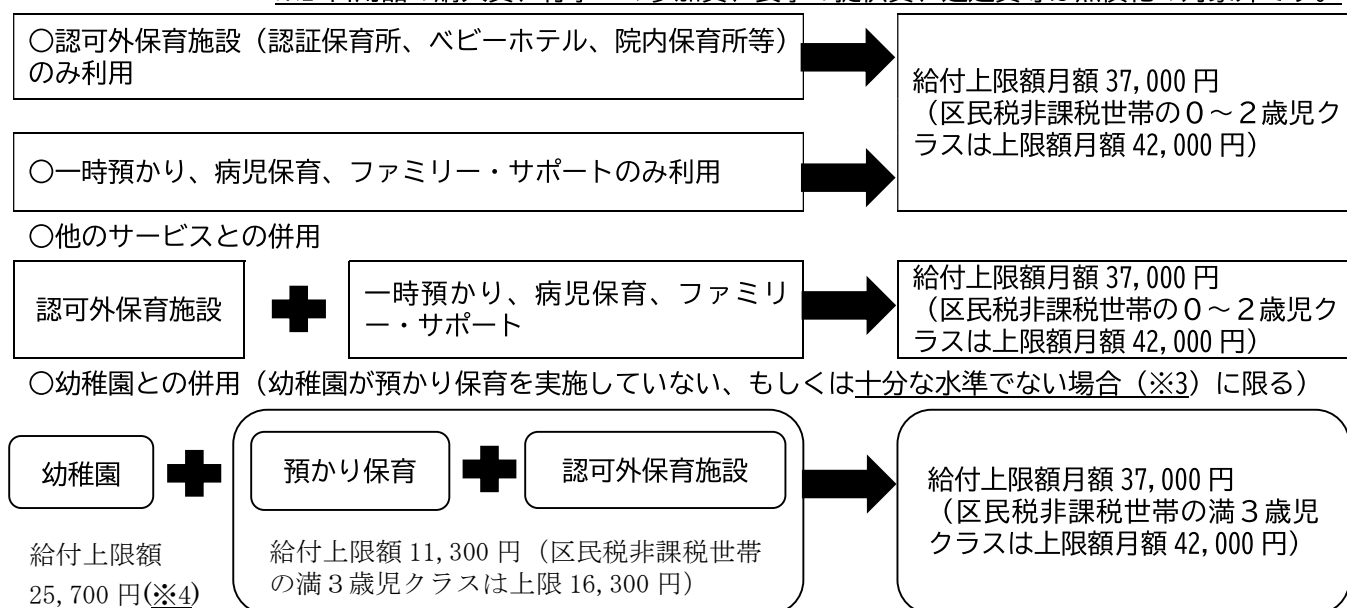 〇認可外保育施設（認証保育所、ベビーホテル、院内保育所等）
のみ利用
給付上限額月額 37,000 円
（区民税非課税世帯の０～２歳児ク
ラスは上限額月額 42,000 円）
〇一時預かり、病児保育、ファミリー・サポートのみ利用
〇他のサービスとの併用
認可外保育施設
一時預かり、病児保育、ファミリ
ー・サポート
給付上限額月額 37,000 円
（区民税非課税世帯の０～２歳児ク
ラスは上限額月額 42,000 円）
〇幼稚園との併用（幼稚園が預かり保育を実施していない、もしくは十分な水準でない場合（※3）に限る）
幼稚園
預かり保育
認可外保育施設
給付上限額月額 37,000 円
（区民税非課税世帯の満３歳児
クラスは上限額月額 42,000 円）
給付上限額
25,700 円(※4)
給付上限額 11,300 円（区民税非課税世帯
の満３歳児クラスは上限 16,300 円）